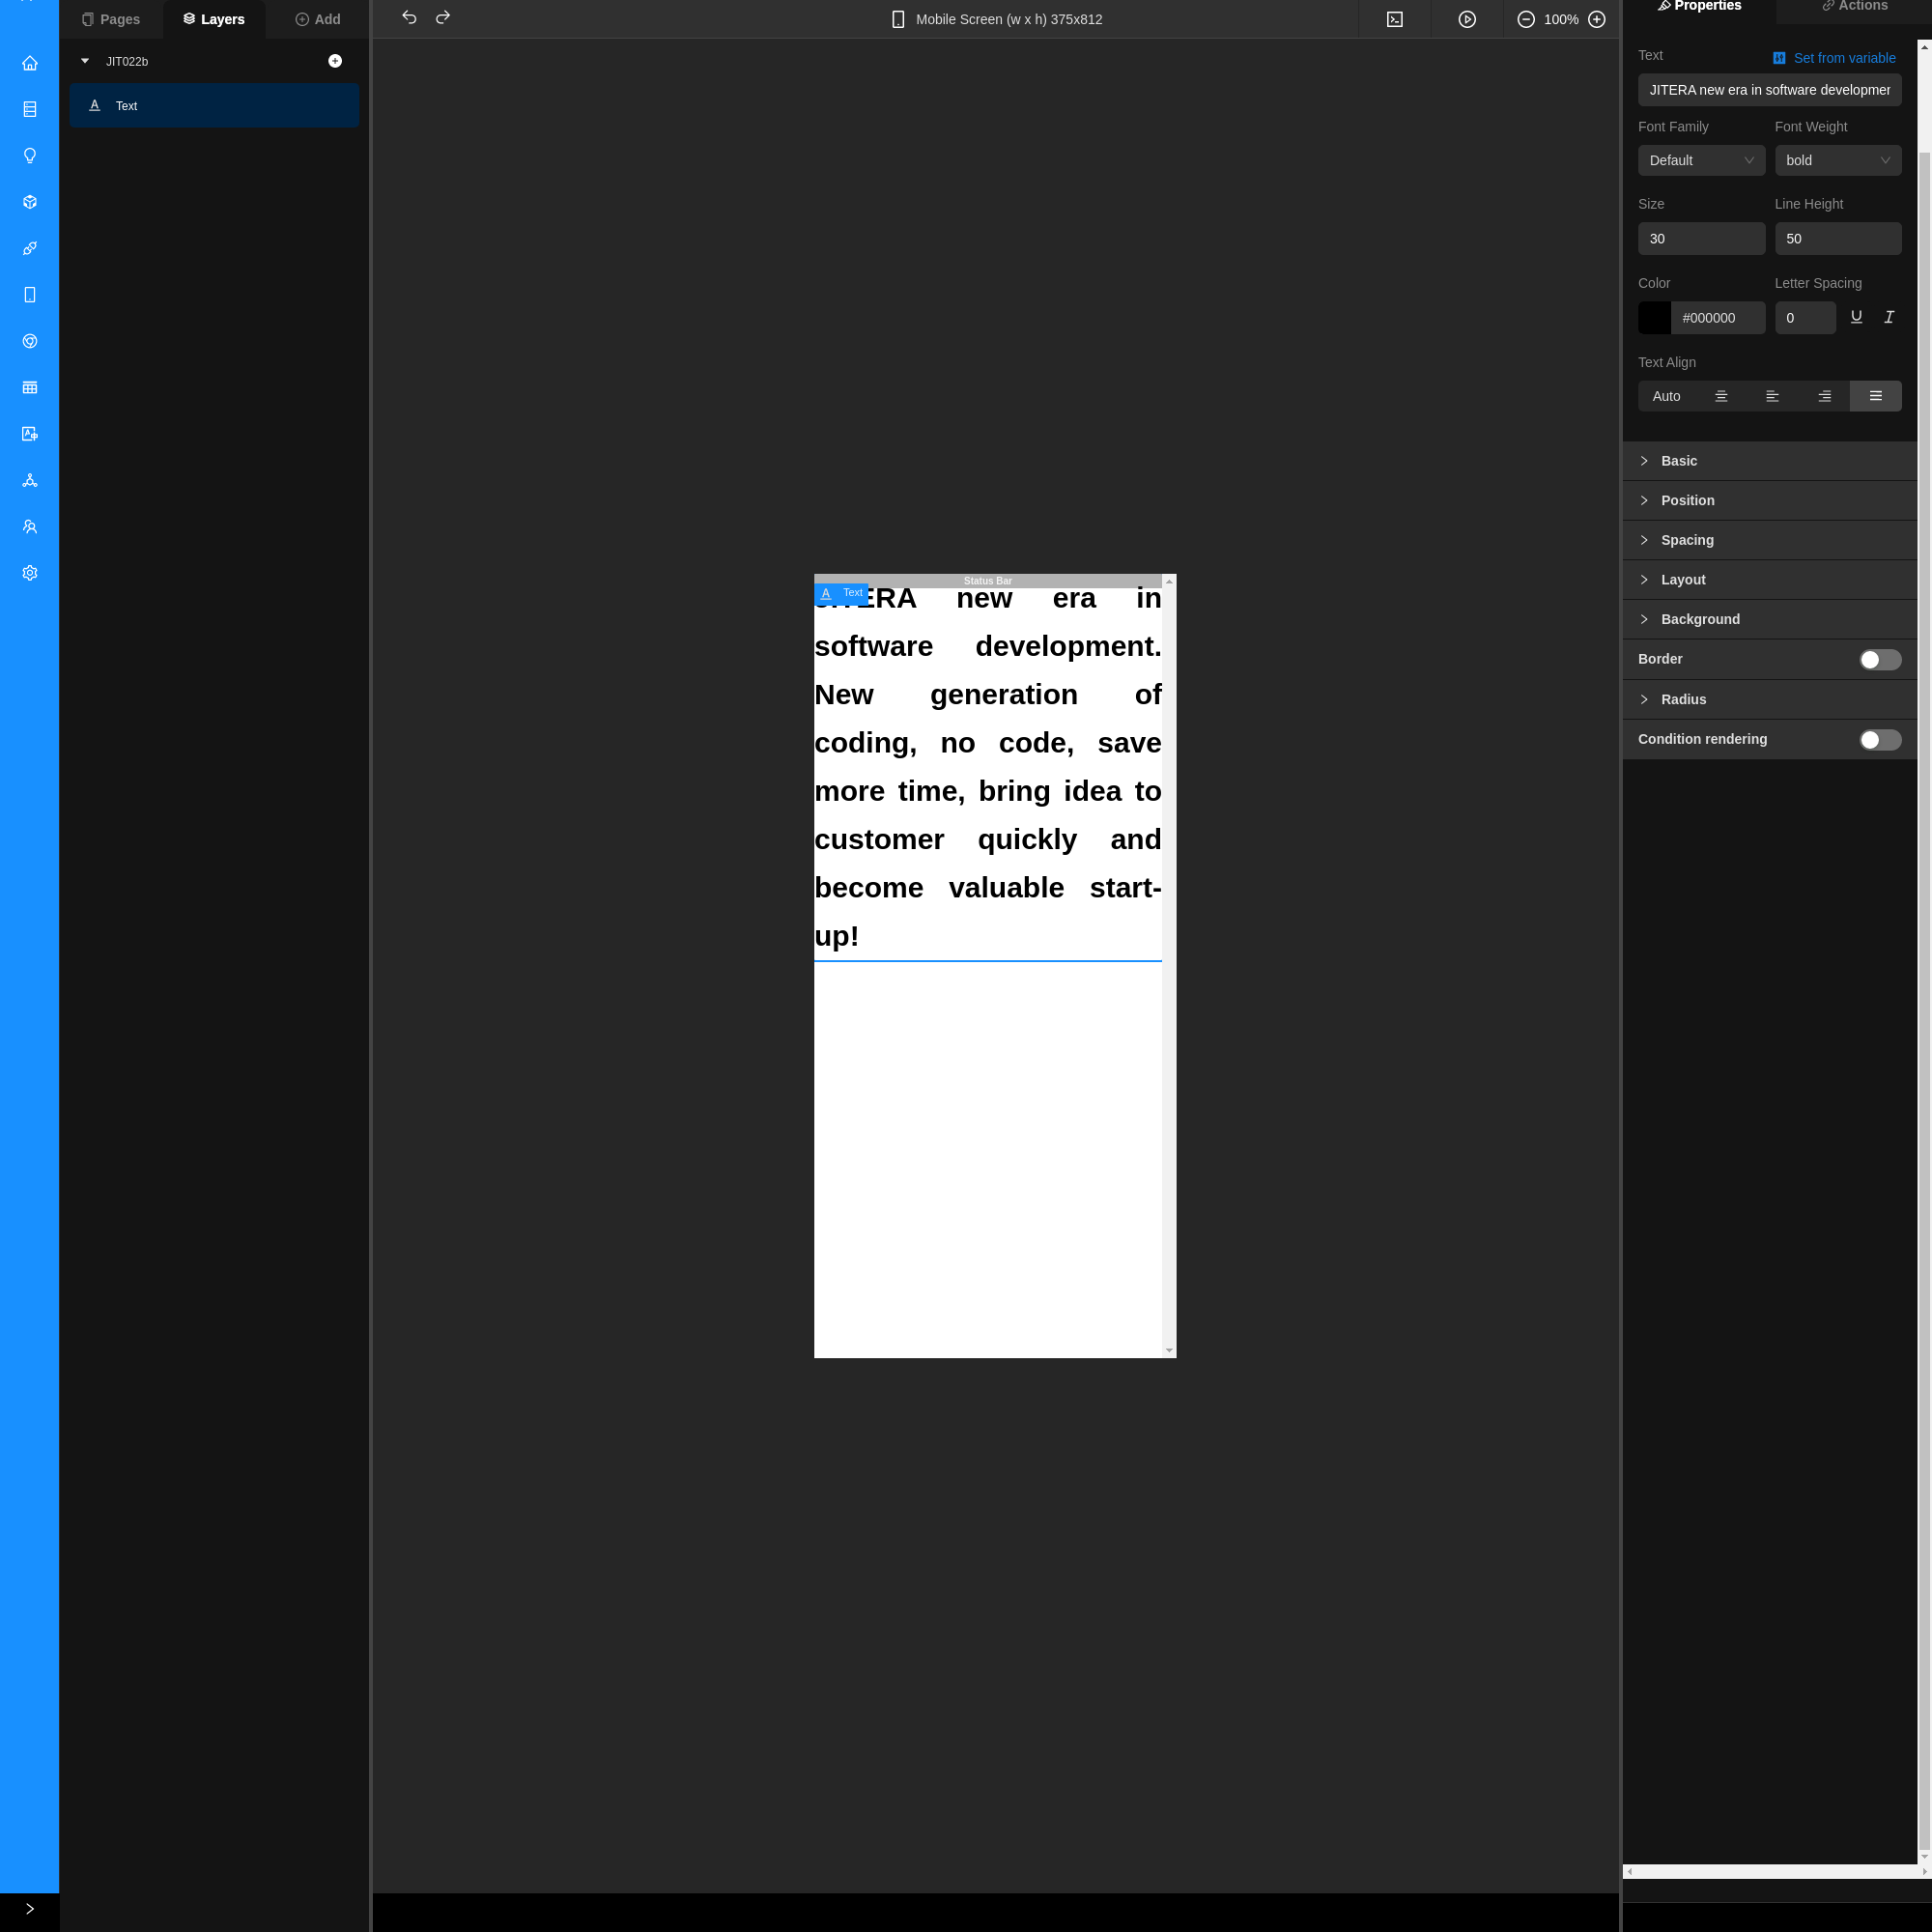 Pages
Layers
Add
JIT022b
Text
Mobile Screen (w x h) 375x812
100%
Status Bar
Text
ERA new era in
software development.
New generation of
coding, no code, save
more time, bring idea to
customer quickly and
become valuable start-
up!
Properties
Actions
Text
Set from variable
JITERA new era in software developmer
Font Family
Font Weight
Default
bold
Size
Line Height
30
50
Color
Letter Spacing
#000000
0
Text Align
Auto
Basic
Position
Spacing
Layout
Background
Border
Radius
Condition rendering